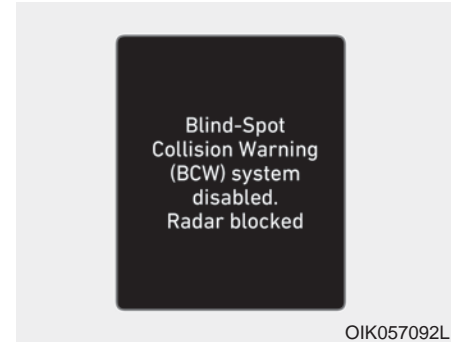 Blind-Spot
Collision Warning
(BCW) system
disabled.
Radar blocked
OIK057092L